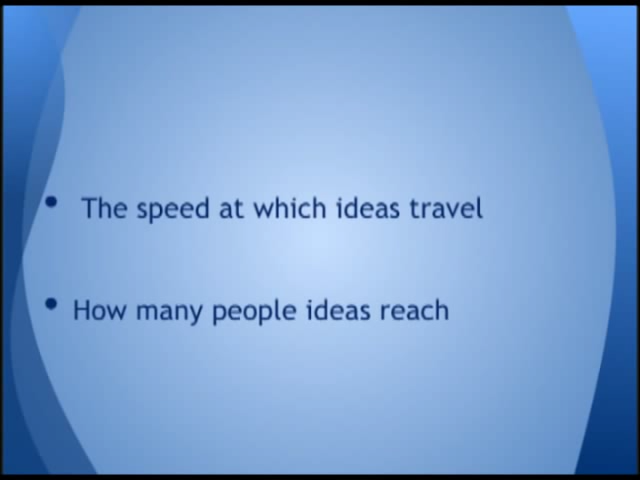 • The speed at which ideas travel
• How many people ideas reach